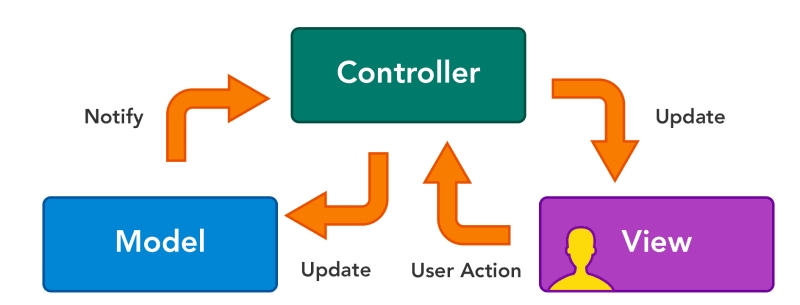 Controller
Notify
Update
Model
View
Update
User Action